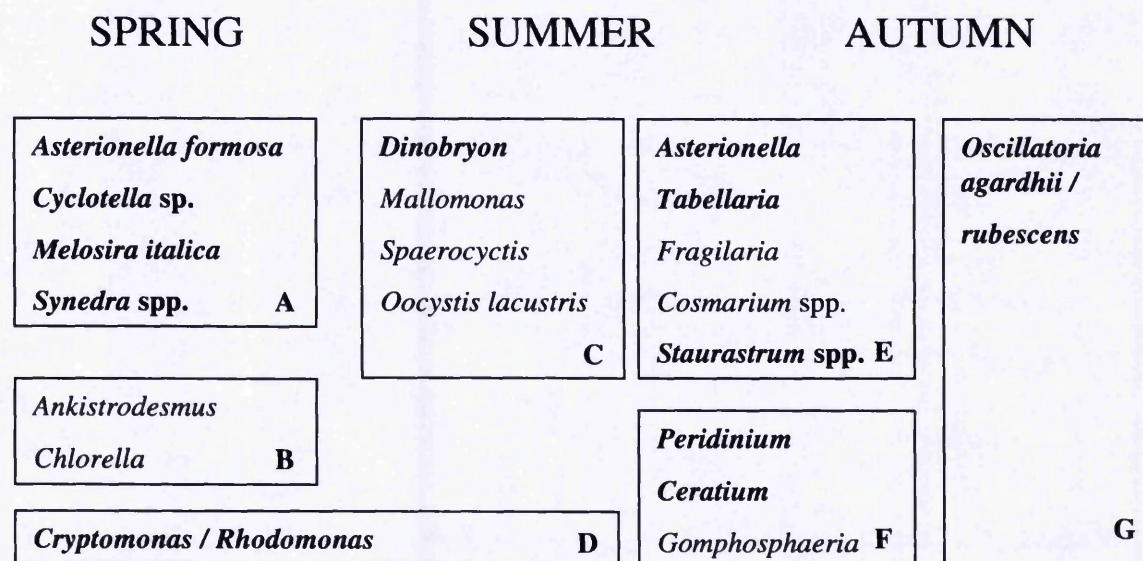 SPRING SUMMER AUTUMN
Asterionella formosa
Cyclotella sp.
Melosira italica
Synedra spp. A
Ankistrodesmus
Chlorella B
Cryptomonas / Rhodomonas D
Dinobryon
Mallomonas
Spaerocyctis
Oocystis lacustris
C
Asterionella
Tabellaria
Fragilaria
Cosmarium spp.
Staurastrum spp. E
Peridinium
Ceratium
Gomphosphaeria F
Oscillatoria
agardhii /
rubescens
G